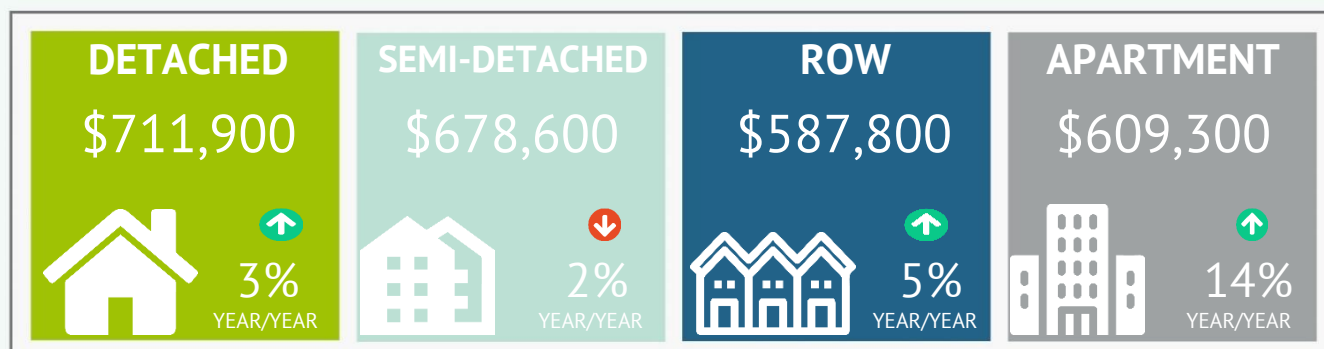 DETACHED
$711,900
3%
YEAR/YEAR
SEMI-DETACHED
$678,600
2%
YEAR/YEAR
ROW
$587,800
5%
YEAR/YEAR
APARTMENT
$609,300
14%
YEAR/YEAR